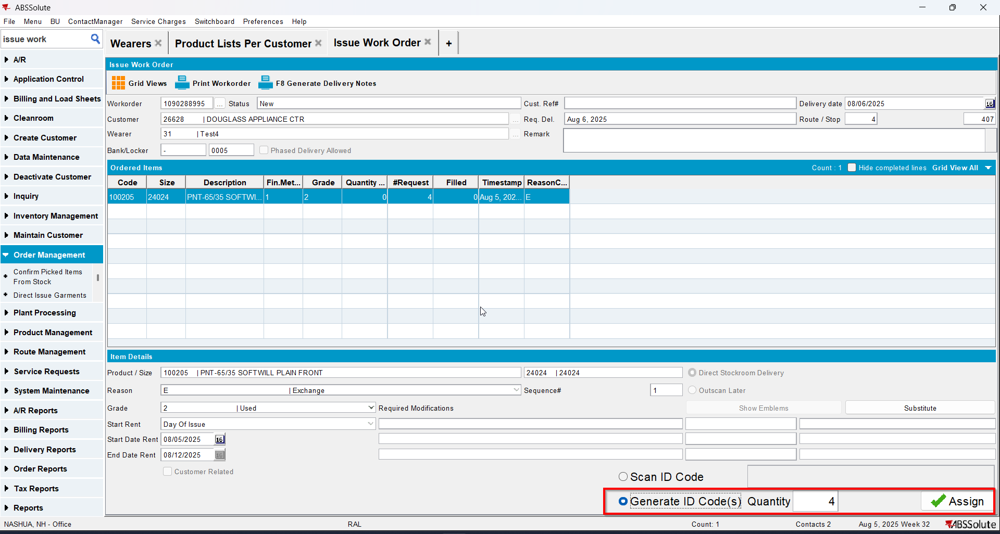 ABSSolute
File Menu BU ContactManager Service Charges Switchboard Preferences Help
issue work
Wearers Product Lists Per Customer Issue Work Order +
A/R
Application Control
Billing and Load Sheets
Cleanroom
Create Customer
Data Maintenance
Deactivate Customer
Inquiry
Inventory Management
Maintain Customer
Order Management
Confirm Picked Items
From Stock
Direct Issue Garments
Plant Processing
Product Management
Route Management
Service Requests
System Maintenance
A/R Reports
Billing Reports
Delivery Reports
Order Reports
Tax Reports
Reports
Issue Work Order
Grid Views Print Workorder F8 Generate Delivery Notes
Workorder 1090288995 ... Status New Cust. Ref# Delivery date 08/06/2025 16
Customer 26628 | DOUGLASS APPLIANCE CTR ... Req. Del. Aug 6, 2025 Route / Stop 4 407
Wearer 31 | Test4 ... Remark
Bank/Locker - 0005 Phased Delivery Allowed
Ordered Items Count : 1 Hide completed lines Grid View All
Code Size Description Fin.Met... Grade Quantity ... #Request Filled Timestamp ReasonC...
100205 24024 PNT-65/35 SOFTWI... 1 2 0 4 0 Aug 5, 202... E
Item Details
Product / Size 100205 | PNT-65/35 SOFTWILL PLAIN FRONT 24024 | 24024 Direct Stockroom Delivery
Reason E | Exchange Sequence# 1 Outscan Later
Grade 2 | Used Required Modifications Show Emblems Substitute
Start Rent Day Of Issue
Start Date Rent 08/05/2025 16
End Date Rent 08/12/2025 16
Customer Related
Scan ID Code
Generate ID Code(s) Quantity 4 Assign
NASHUA, NH - Office RAL Count: 1 Contacts 2 Aug 5, 2025 Week 32 ABSSolute